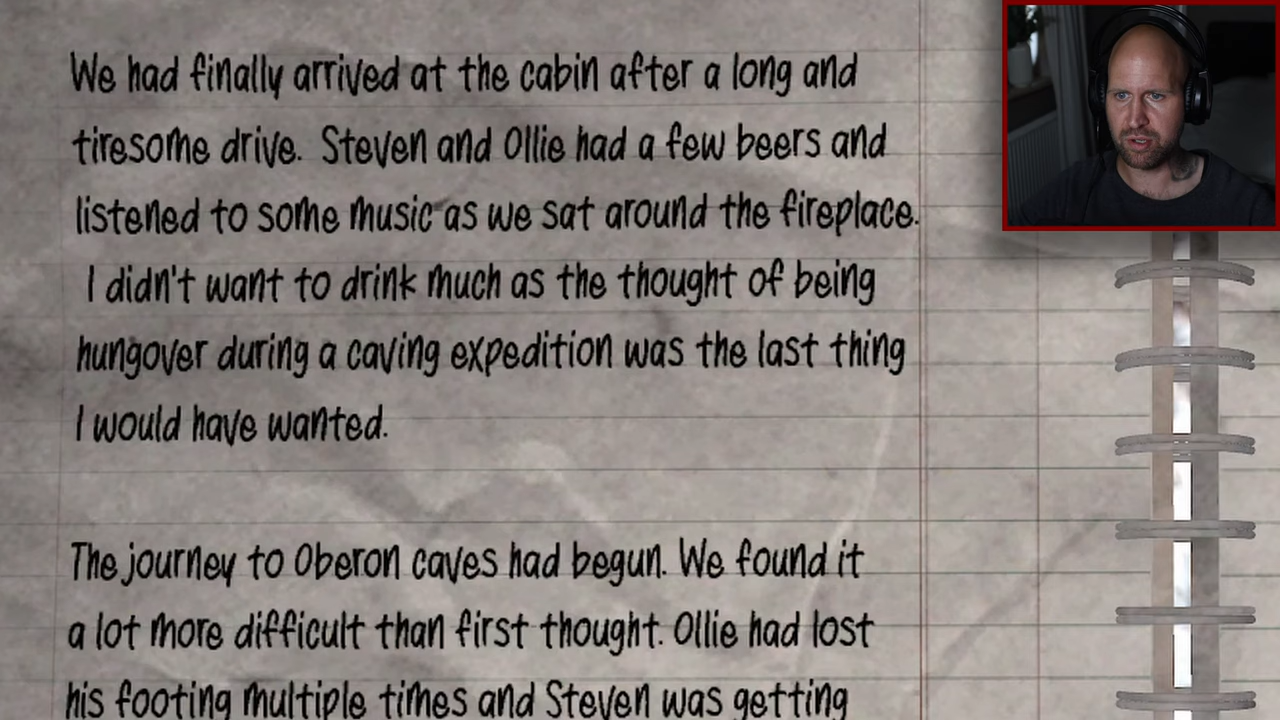 We had finally arrived at the cabin after a long and
tiresome drive. Steven and Ollie had a few beers and
listened to some music as we sat around the fireplace.
I didn't want to drink much as the thought of being
hungover during a caving expedition was the last thing
I would have wanted.
The journey to Oberon caves had begun. We found it
a lot more difficult than first thought. Ollie had lost
his footing multiple times and Steven was getting